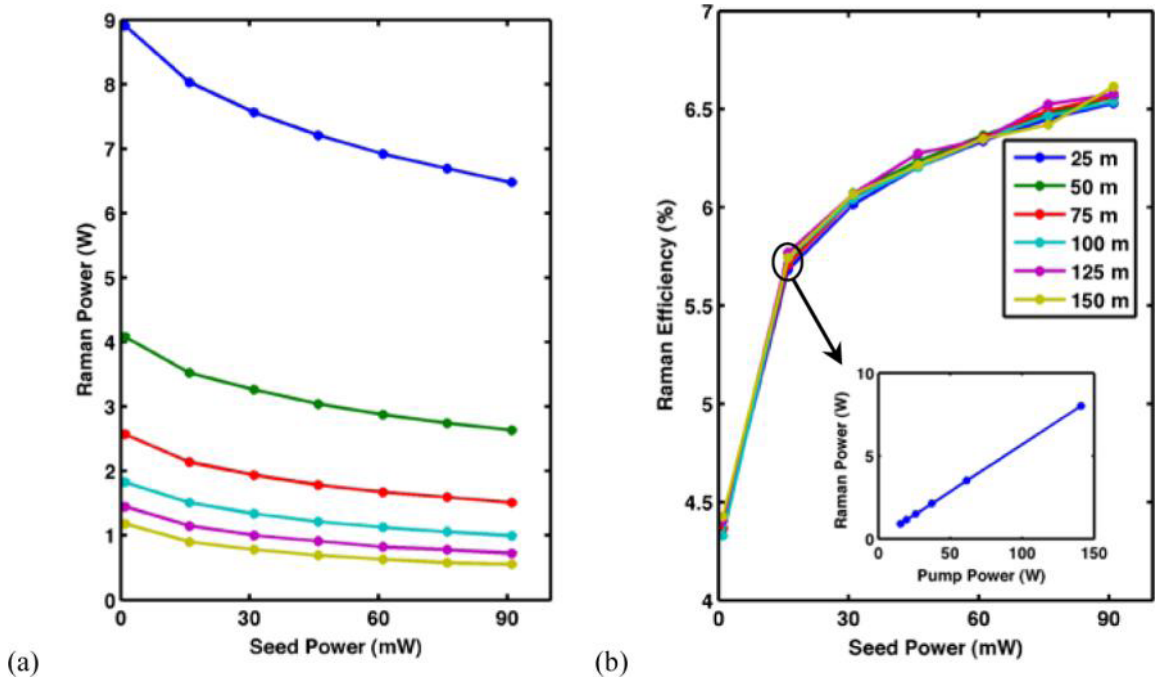 9
8
7
6
5
4
3
2
1
0
Raman Power (W)
0 30 60 90
Seed Power (mW)
(a)
7
6.5
6
5.5
5
4.5
4
Raman Efficiency (%)
25 m
50 m
75 m
100 m
125 m
150 m
10
5
0
Raman Power (W)
0 50 100 150
Pump Power (W)
0 30 60 90
Seed Power (mW)
(b)